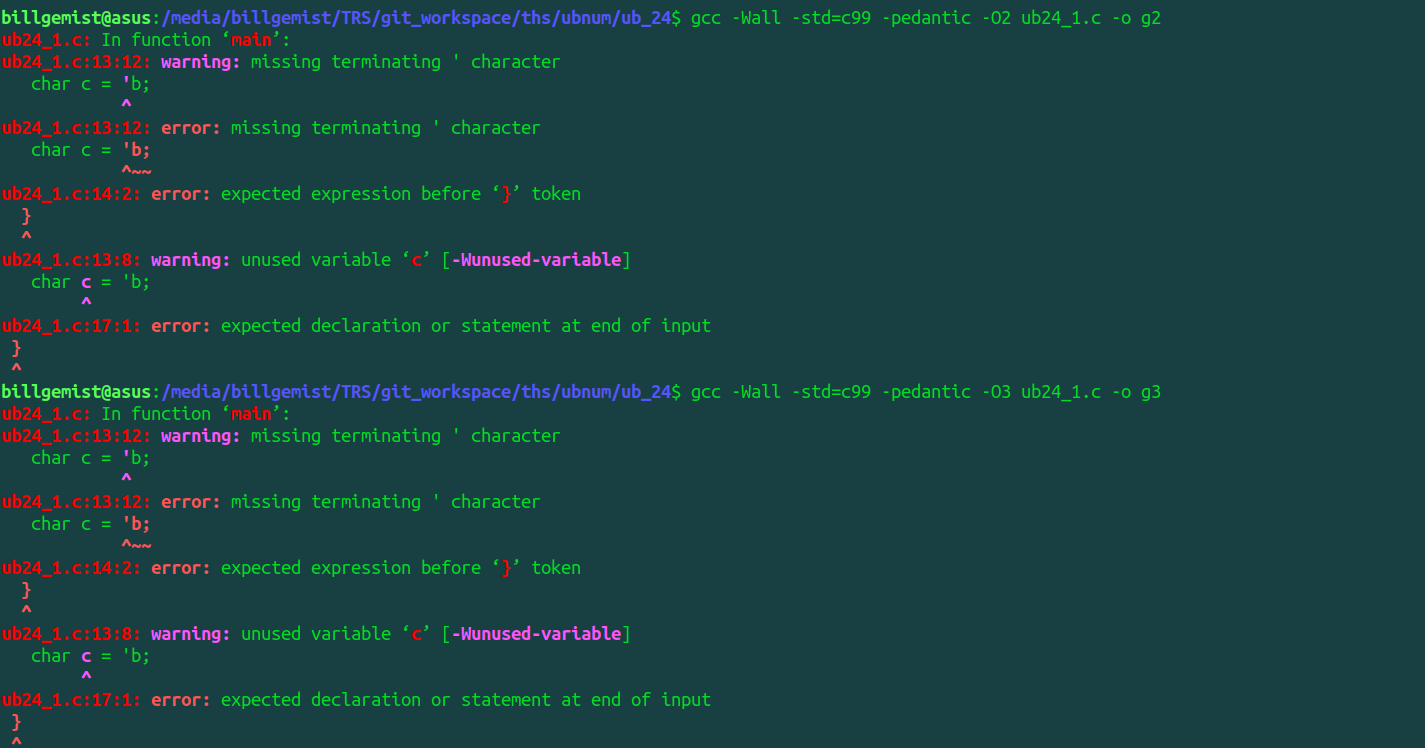 billgemist@asus:/media/billgemist/TRS/git_workspace/ths/ubnum/ub_24$ gcc -Wall -std=c99 -pedantic -O2 ub24_1.c -o g2
ub24_1.c: In function ‘main’:
ub24_1.c:13:12: warning: missing terminating ' character
   char c = 'b;
            ^
ub24_1.c:13:12: error: missing terminating ' character
   char c = 'b;
            ^~~
ub24_1.c:14:2: error: expected expression before ‘}’ token
  }
  ^
ub24_1.c:13:8: warning: unused variable ‘c’ [-Wunused-variable]
   char c = 'b;
        ^
ub24_1.c:17:1: error: expected declaration or statement at end of input
 }
 ^
billgemist@asus:/media/billgemist/TRS/git_workspace/ths/ubnum/ub_24$ gcc -Wall -std=c99 -pedantic -O3 ub24_1.c -o g3
ub24_1.c: In function ‘main’:
ub24_1.c:13:12: warning: missing terminating ' character
   char c = 'b;
            ^
ub24_1.c:13:12: error: missing terminating ' character
   char c = 'b;
            ^~~
ub24_1.c:14:2: error: expected expression before ‘}’ token
  }
  ^
ub24_1.c:13:8: warning: unused variable ‘c’ [-Wunused-variable]
   char c = 'b;
        ^
ub24_1.c:17:1: error: expected declaration or statement at end of input
 }
 ^